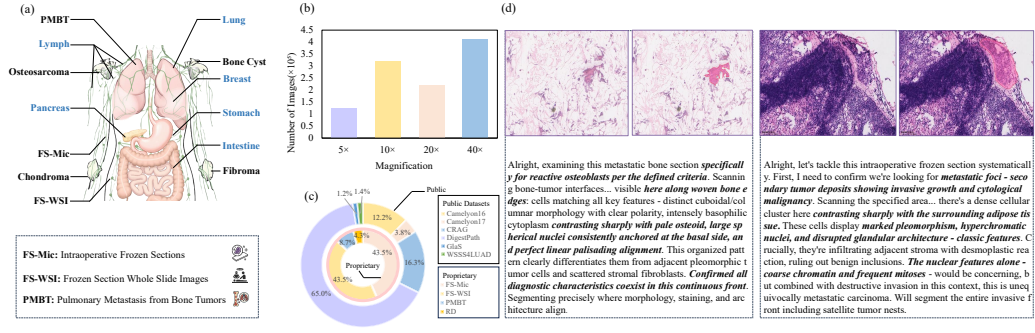 (a)
PMBT
Lung
Lymph
Osteosarcoma
Bone Cyst
Breast
Pancreas
Stomach
FS-Mic
Intestine
Chondroma
Fibroma
FS-WSI
FS-Mic: Intraoperative Frozen Sections
FS-WSI: Frozen Section Whole Slide Images
PMBT: Pulmonary Metastasis from Bone Tumors
(b)
Number of Images(×10³)
4.5
4
3.5
3
2.5
2
1.5
1
0.5
0
5× 10× 20× 40×
Magnification
(c)
Public
1.2%
1.4%
12.2%
3.8%
16.3%
65.0%
8.7%
4.3%
43.5%
43.5%
Proprietary
Public Datasets
Camelyon16
Camelyon17
CRAG
DigestPath
GlaS
WSSS4LUAD
Proprietary
FS-Mic
FS-WSI
PMBT
RD
(d)
Alright, examining this metastatic bone section specificall
y for reactive osteoblasts per the defined criteria. Scannin
g bone-tumor interfaces... visible here along woven bone e
dges: cells matching all key features - distinct cuboidal/col
umnar morphology with clear polarity, intensely basophilic
cytoplasm contrasting sharply with pale osteoid, large sp
herical nuclei consistently anchored at the basal side, an
d perfect linear palisading alignment. This organized patt
ern clearly differentiates them from adjacent pleomorphic t
umor cells and scattered stromal fibroblasts. Confirmed all
diagnostic characteristics coexist in this continuous front.
Segmenting precisely where morphology, staining, and arc
hitecture align.
Alright, let's tackle this intraoperative frozen section systematicall
y. First, I need to confirm we're looking for metastatic foci - seco
ndary tumor deposits showing invasive growth and cytological
malignancy. Scanning the specified area... there's a dense cellular
cluster here contrasting sharply with the surrounding adipose tis
sue. These cells display marked pleomorphism, hyperchromatic
nuclei, and disrupted glandular architecture - classic features. C
rucially, they're infiltrating adjacent stroma with desmoplastic re
action, ruling out benign inclusions. The nuclear features alone -
coarse chromatin and frequent mitoses - would be concerning, b
ut combined with destructive invasion in this context, this is uneq
uivocally metastatic carcinoma. Will segment the entire invasive f
ront including satellite tumor nests.